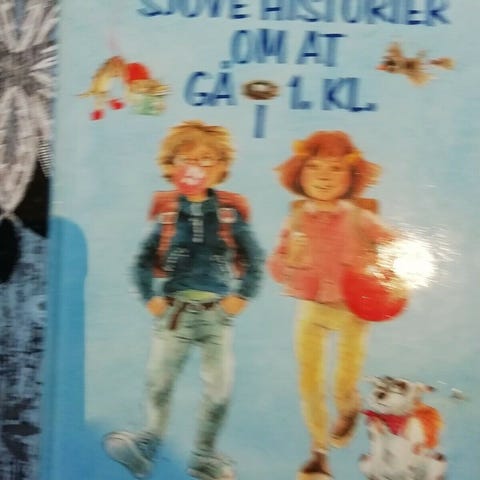 SJOVE HISTORIER
OM AT
GÅ I 1. KL.